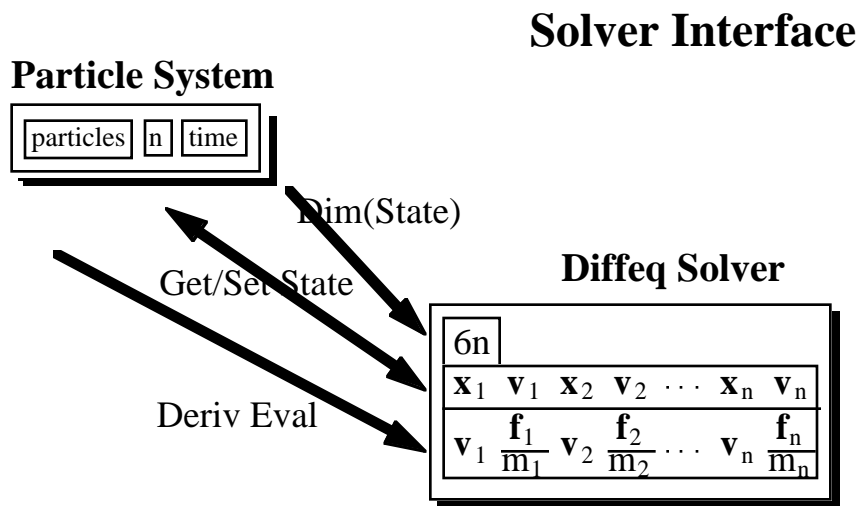 Solver Interface
Particle System
particles n time
Dim(State)
Get/Set State
Diffeq Solver
6n
x1 v1 x2 v2 ··· xn vn
v1 f1/m1 v2 f2/m2 ··· vn fn/mn
Deriv Eval